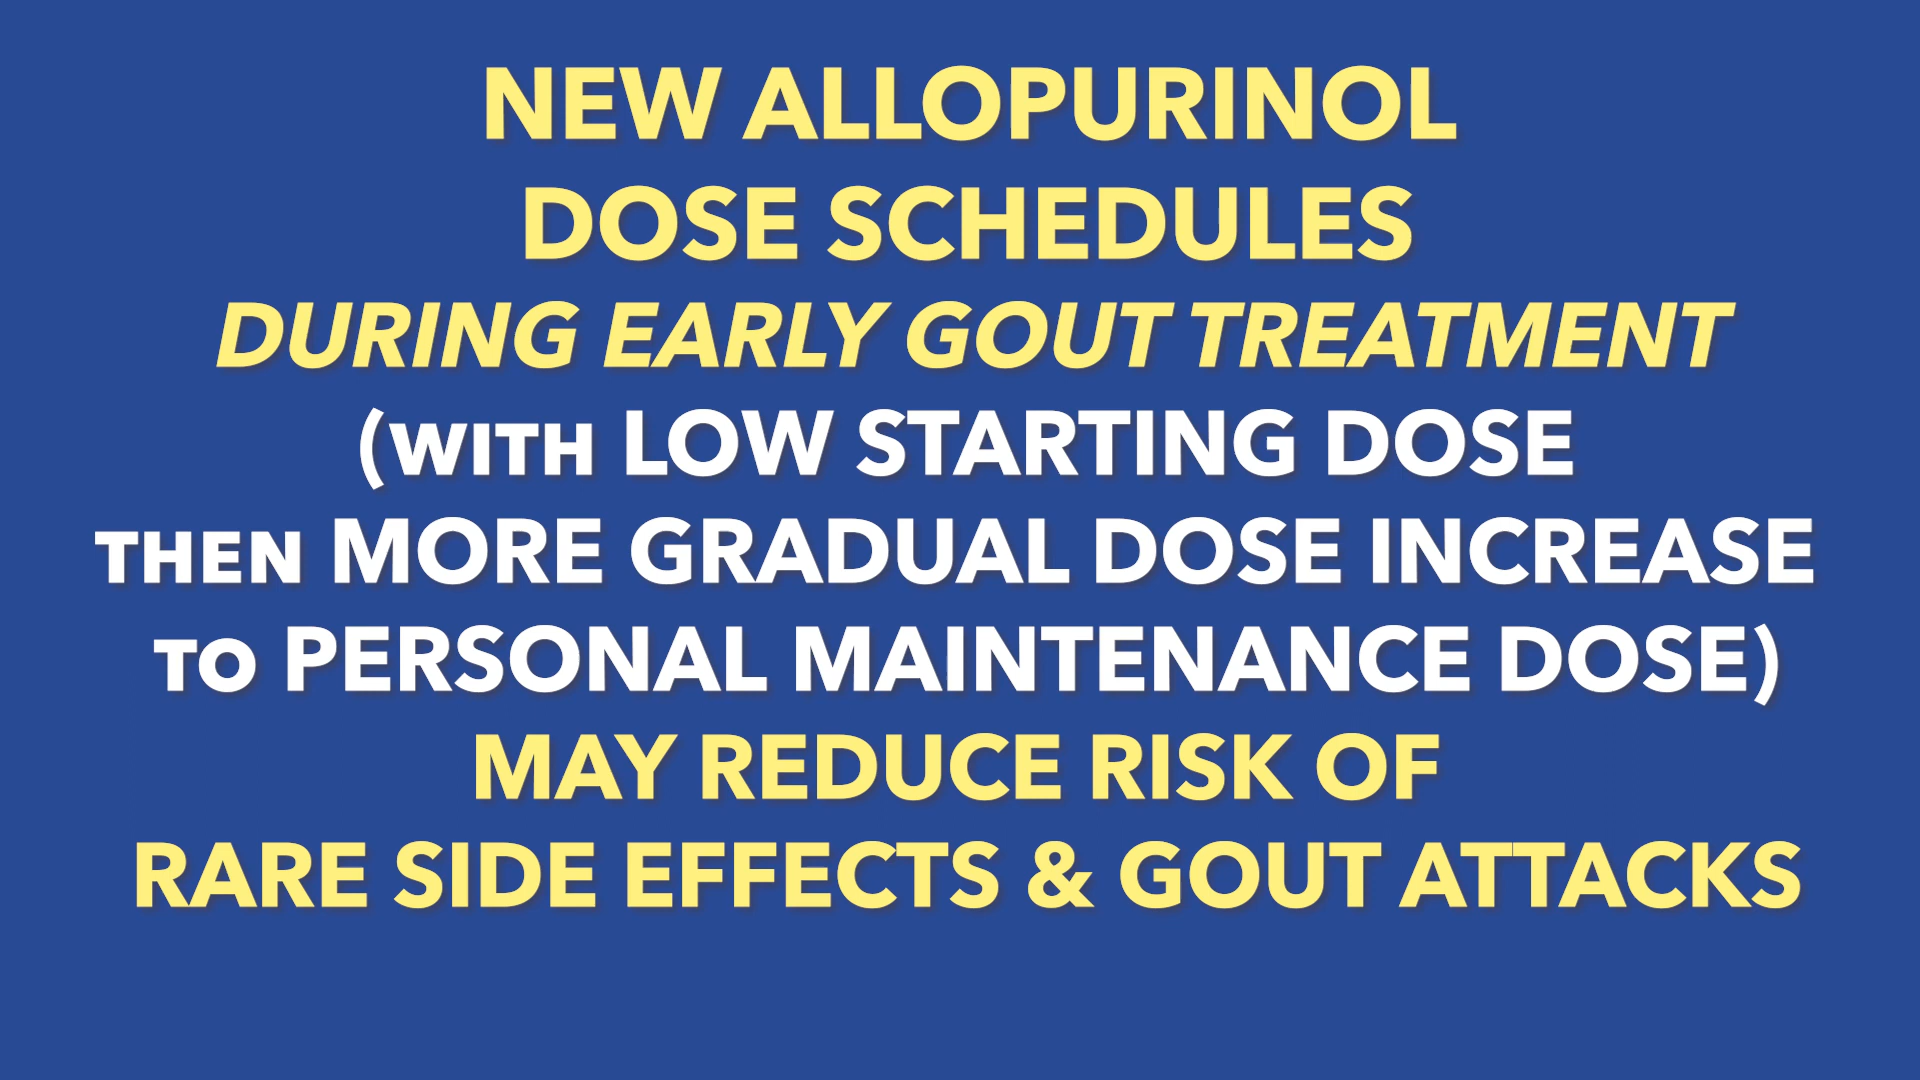 NEW ALLOPURINOL
DOSE SCHEDULES
DURING EARLY GOUT TREATMENT
(WITH LOW STARTING DOSE
THEN MORE GRADUAL DOSE INCREASE
TO PERSONAL MAINTENANCE DOSE)
MAY REDUCE RISK OF
RARE SIDE EFFECTS & GOUT ATTACKS